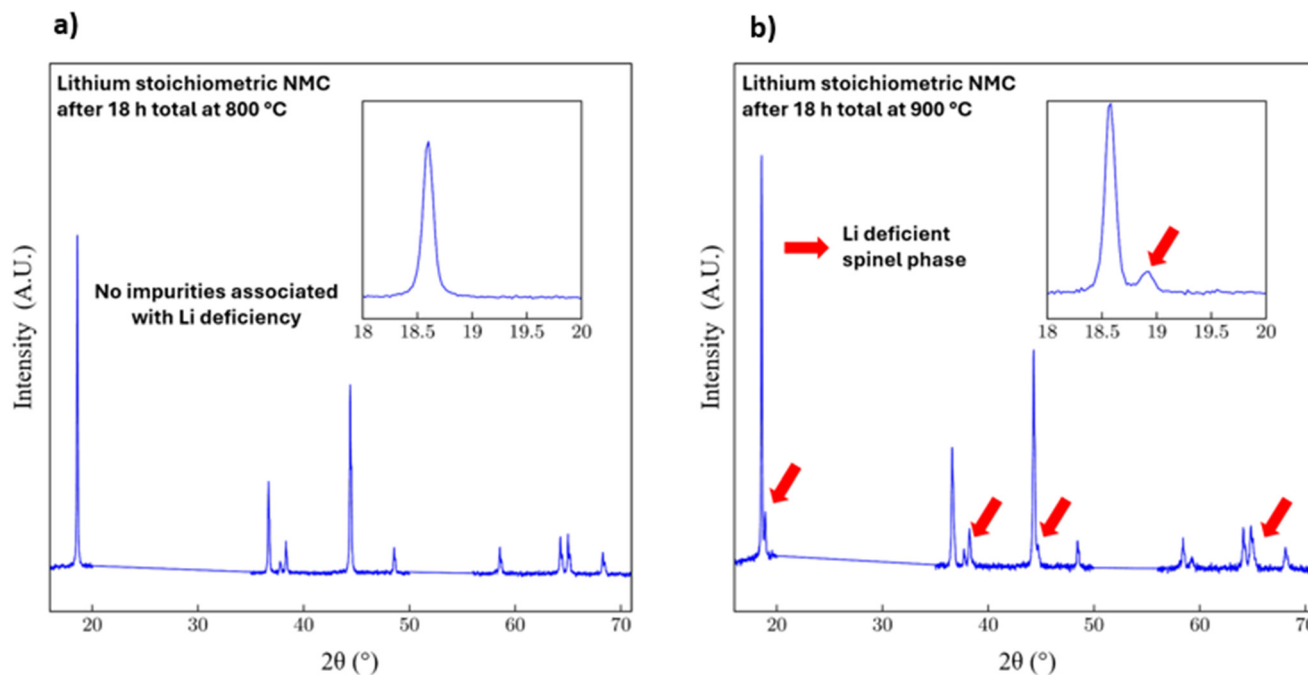 a)
Lithium stoichiometric NMC
after 18 h total at 800 °C
No impurities associated
with Li deficiency
18 18.5 19 19.5 20
Intensity (A.U.)
20 30 40 50 60 70
2θ (°)
b)
Lithium stoichiometric NMC
after 18 h total at 900 °C
Li deficient
spinel phase
18 18.5 19 19.5 20
Intensity (A.U.)
20 30 40 50 60 70
2θ (°)